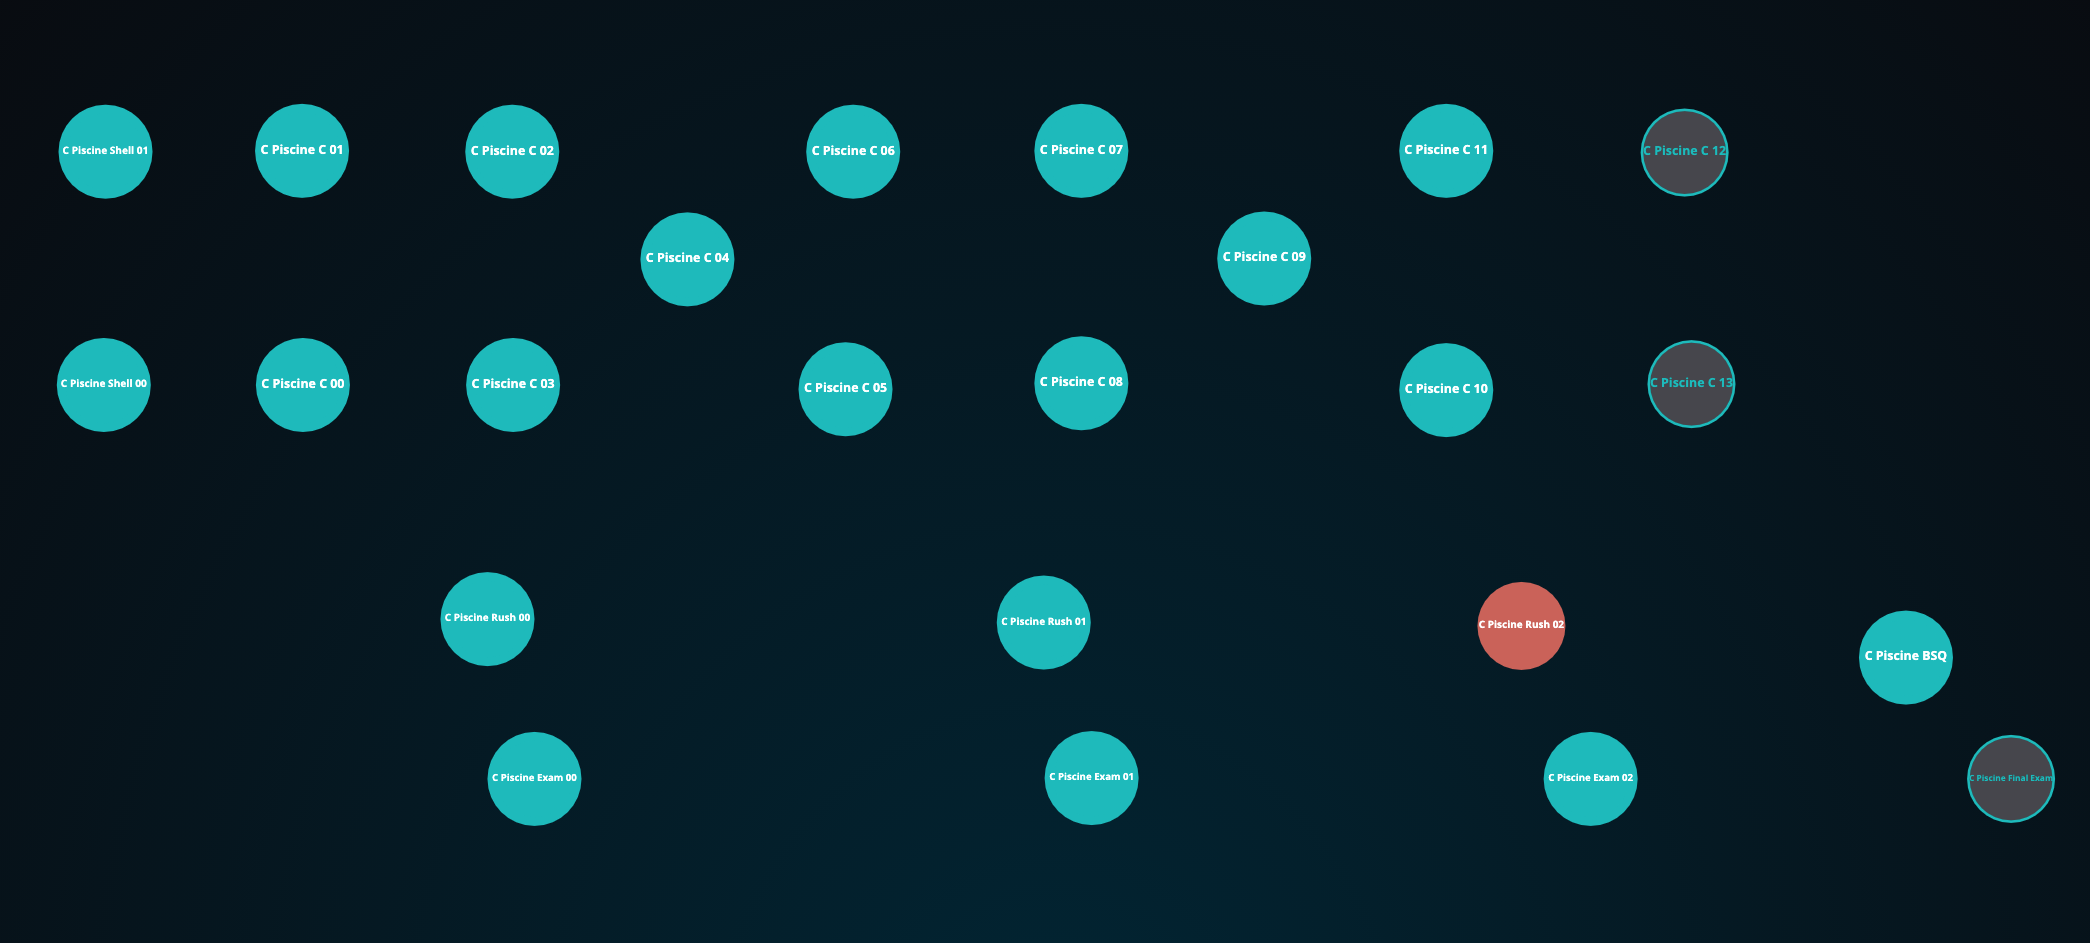 C Piscine Shell 01
C Piscine C 01
C Piscine C 02
C Piscine C 06
C Piscine C 07
C Piscine C 11
C Piscine C 12
C Piscine C 04
C Piscine C 09
C Piscine Shell 00
C Piscine C 00
C Piscine C 03
C Piscine C 05
C Piscine C 08
C Piscine C 10
C Piscine C 13
C Piscine Rush 00
C Piscine Rush 01
C Piscine Rush 02
C Piscine BSQ
C Piscine Exam 00
C Piscine Exam 01
C Piscine Exam 02
C Piscine Final Exam